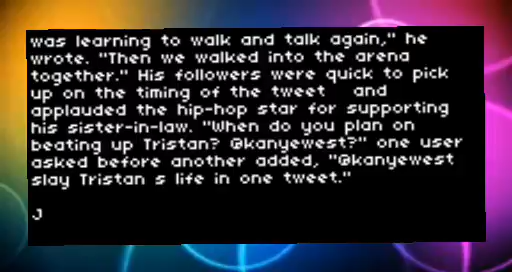 was learning to walk and talk again," he
wrote. "Then we walked into the arena
together." His followers were quick to pick
up on the timing of the tweet   and
applauded the hip-hop star for supporting
his sister-in-law. "When do you plan on
beating up Tristan? @kanyewest?" one user
asked before another added, "@kanyewest
slay Tristan s life in one tweet."

J